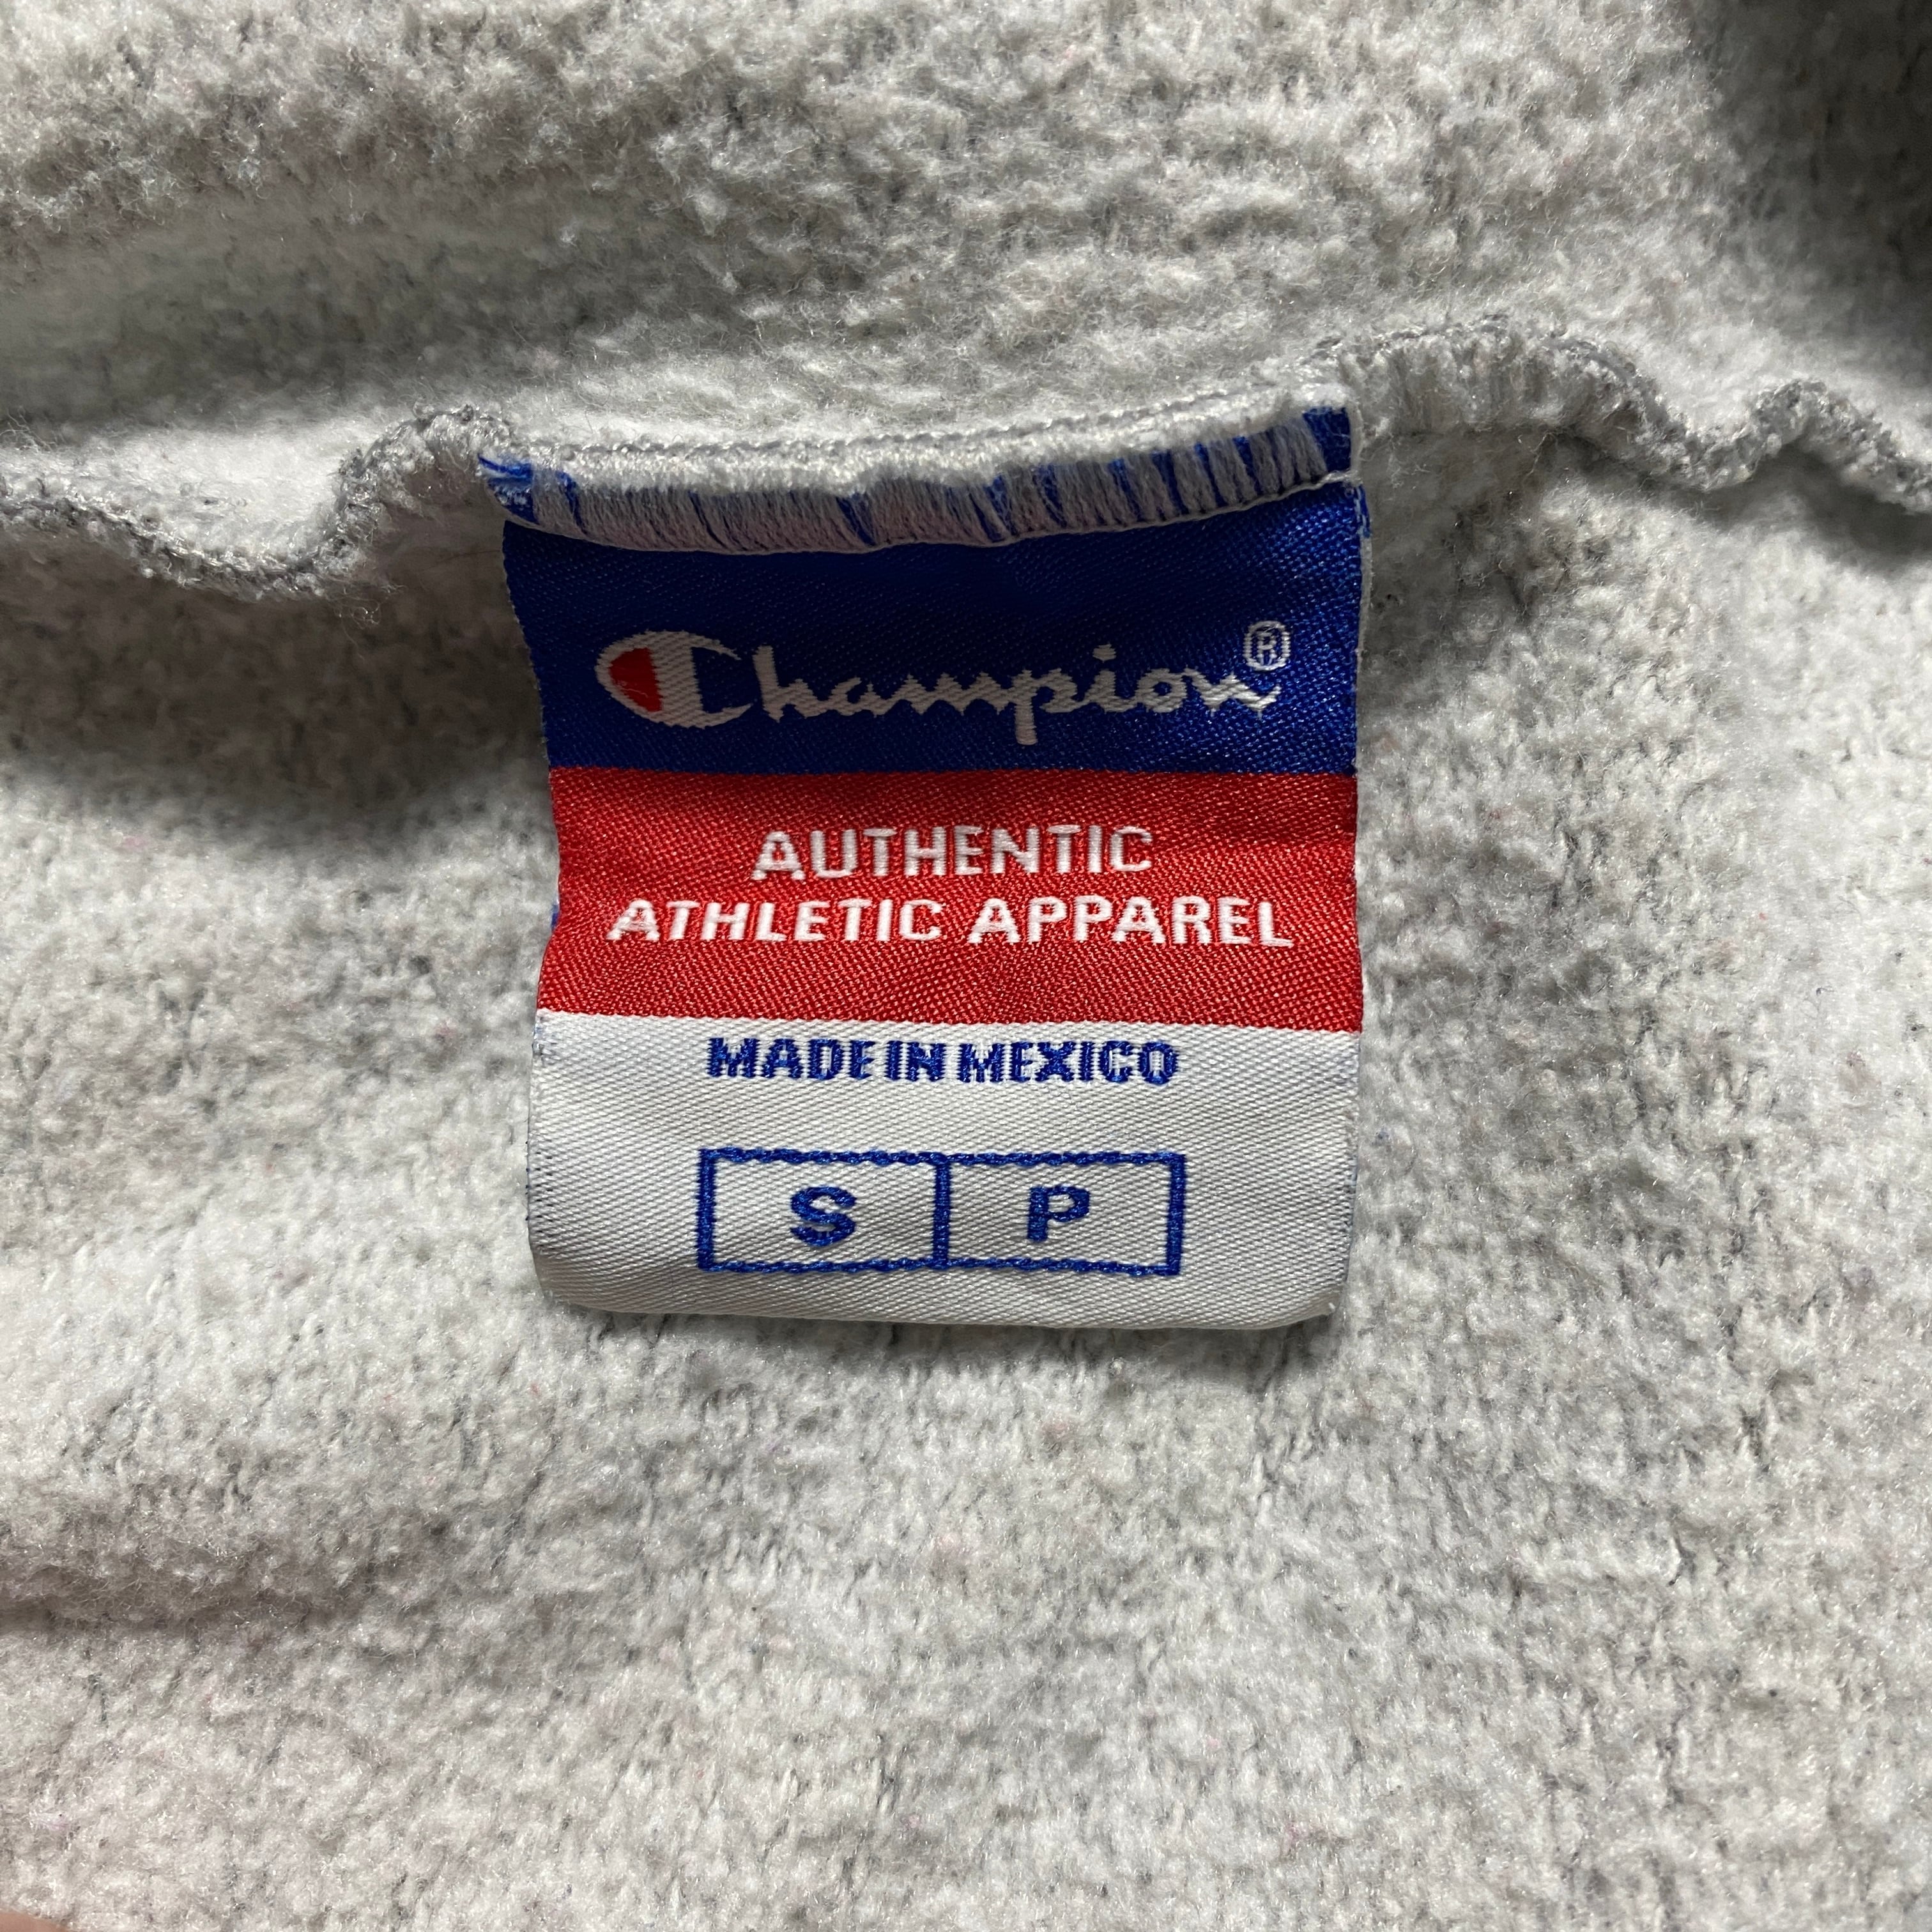 Champion®
AUTHENTIC
ATHLETIC APPAREL
MADE IN MEXICO
S P